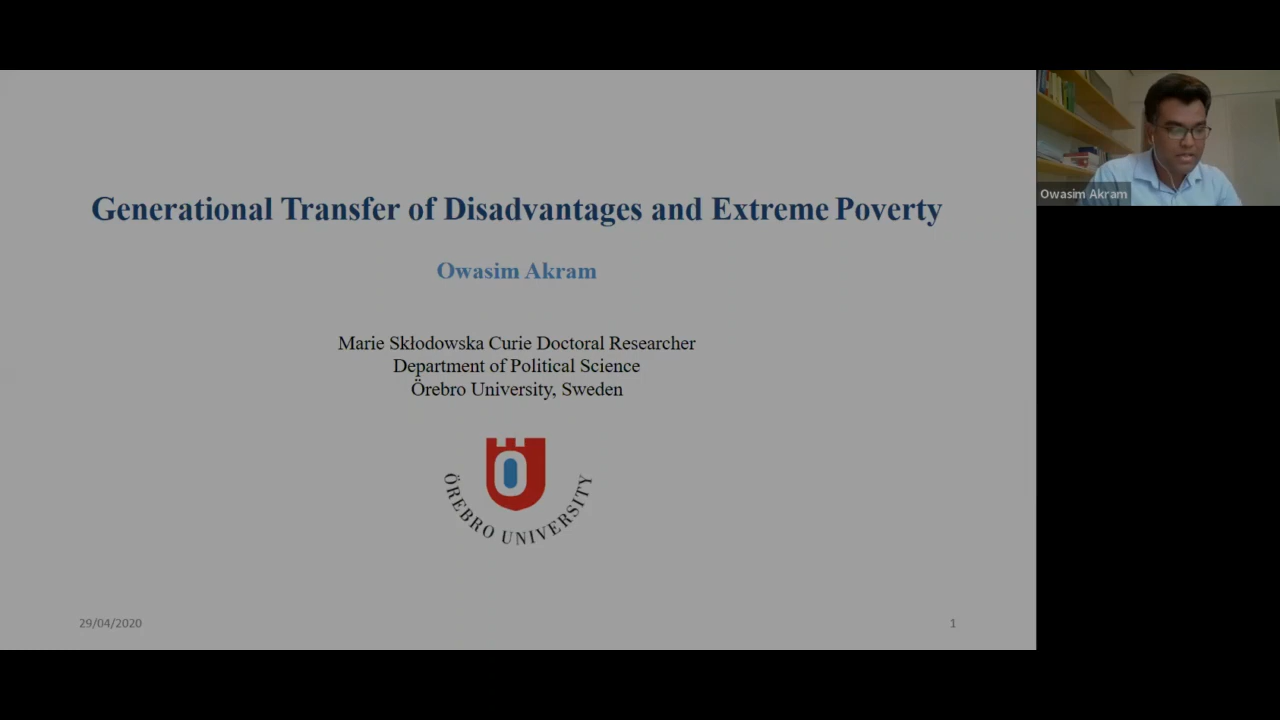 Generational Transfer of Disadvantages and Extreme Poverty
Owasim Akram
Marie Skłodowska Curie Doctoral Researcher
Department of Political Science
Örebro University, Sweden
ÖREBRO UNIVERSITY
29/04/2020
1
Owasim Akram